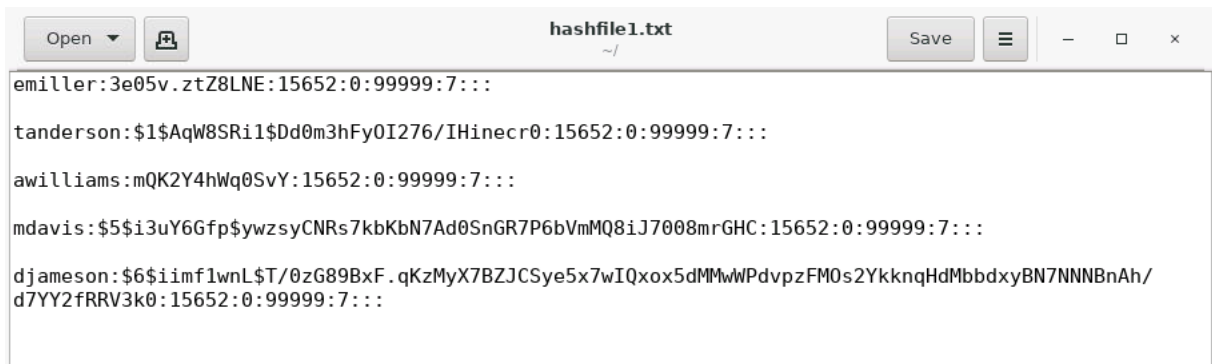 Open
hashfile1.txt
~/
Save
emiller:3e05v.ztZ8LNE:15652:0:99999:7:::
tanderson:$1$AqW8SRi1$Dd0m3hFyOI276/IHinecr0:15652:0:99999:7:::
awilliams:mQK2Y4hWq0SvY:15652:0:99999:7:::
mdavis:$5$i3uY6Gfp$ywzsyCNRs7kbKbN7Ad0SnGR7P6bVmMQ8iJ7008mrGHC:15652:0:99999:7:::
djameson:$6$iimf1wnL$T/0zG89BxF.qKzMyX7BZJCSye5x7wIQxox5dMMwWPdvpzFMOs2YkknqHdMbbdxyBN7NNNBnAh/
d7YY2fRRV3k0:15652:0:99999:7:::